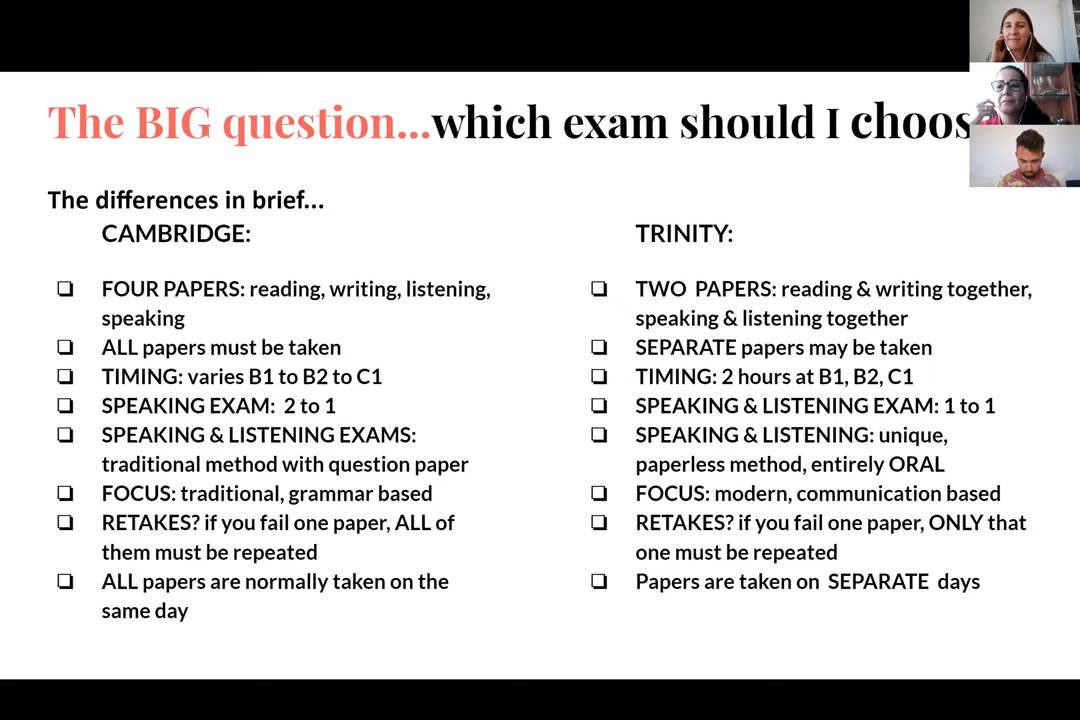 The BIG question...which exam should I choos
The differences in brief...
CAMBRIDGE:
❑ FOUR PAPERS: reading, writing, listening,
speaking
❑ ALL papers must be taken
❑ TIMING: varies B1 to B2 to C1
❑ SPEAKING EXAM: 2 to 1
❑ SPEAKING & LISTENING EXAMS:
traditional method with question paper
❑ FOCUS: traditional, grammar based
❑ RETAKES? if you fail one paper, ALL of
them must be repeated
❑ ALL papers are normally taken on the
same day
TRINITY:
❑ TWO PAPERS: reading & writing together,
speaking & listening together
❑ SEPARATE papers may be taken
❑ TIMING: 2 hours at B1, B2, C1
❑ SPEAKING & LISTENING EXAM: 1 to 1
❑ SPEAKING & LISTENING: unique,
paperless method, entirely ORAL
❑ FOCUS: modern, communication based
❑ RETAKES? if you fail one paper, ONLY that
one must be repeated
❑ Papers are taken on SEPARATE days